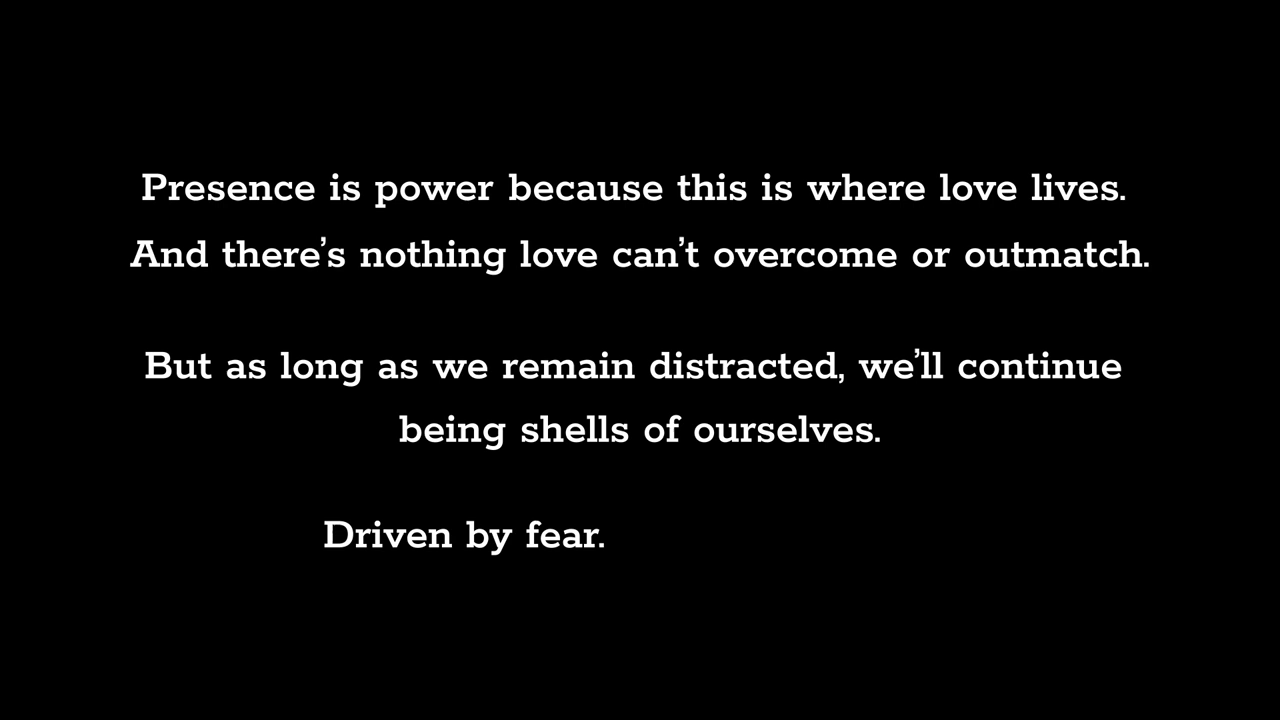 Presence is power because this is where love lives.
And there’s nothing love can’t overcome or outmatch.
But as long as we remain distracted, we’ll continue
being shells of ourselves.
Driven by fear.